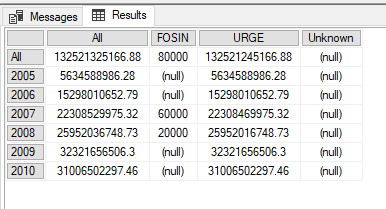 Messages Results
All FOSIN URGE Unknown
All 132521325166.88 80000 132521245166.88 (null)
2005 5634588986.28 (null) 5634588986.28 (null)
2006 15298010652.79 (null) 15298010652.79 (null)
2007 22308529975.32 60000 22308469975.32 (null)
2008 25952036748.73 20000 25952016748.73 (null)
2009 32321656506.3 (null) 32321656506.3 (null)
2010 31006502297.46 (null) 31006502297.46 (null)